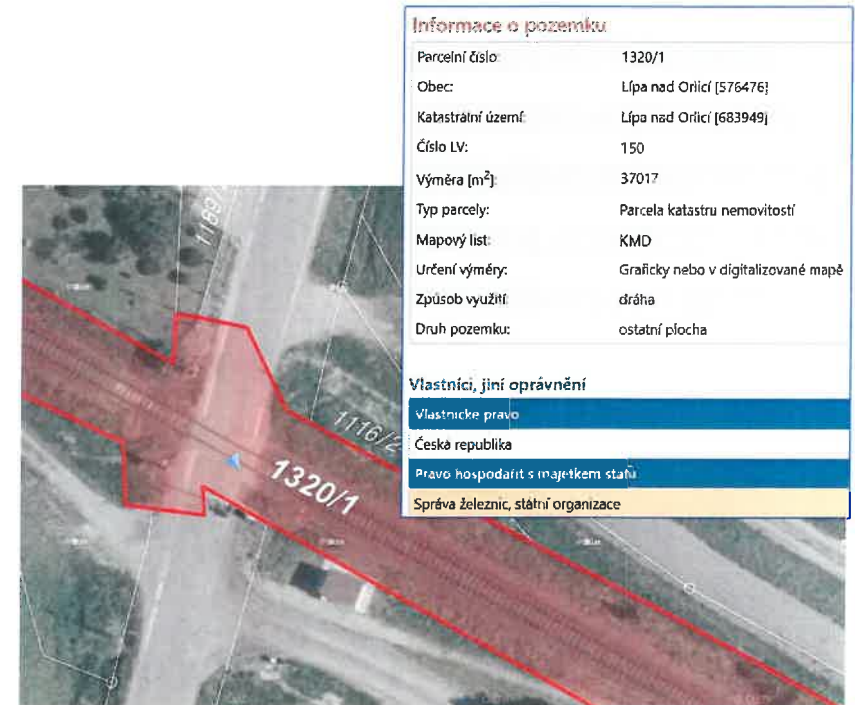 Informace o pozemku
Parcelní číslo: 1320/1
Obec: Lípa nad Orlicí [576476]
Katastrální území: Lípa nad Orlicí [683949]
Číslo LV: 150
Výměra [m²]: 37017
Typ parcely: Parcela katastru nemovitostí
Mapový list: KMD
Určení výměry: Graficky nebo v digitalizované mapě
Způsob využití: dráha
Druh pozemku: ostatní plocha
Vlastníci, jiní oprávnění
Vlastnické právo
Česká republika
Právo hospodařit s majetkem státu
Správa železnic, státní organizace
1189/
1116/2
1320/1